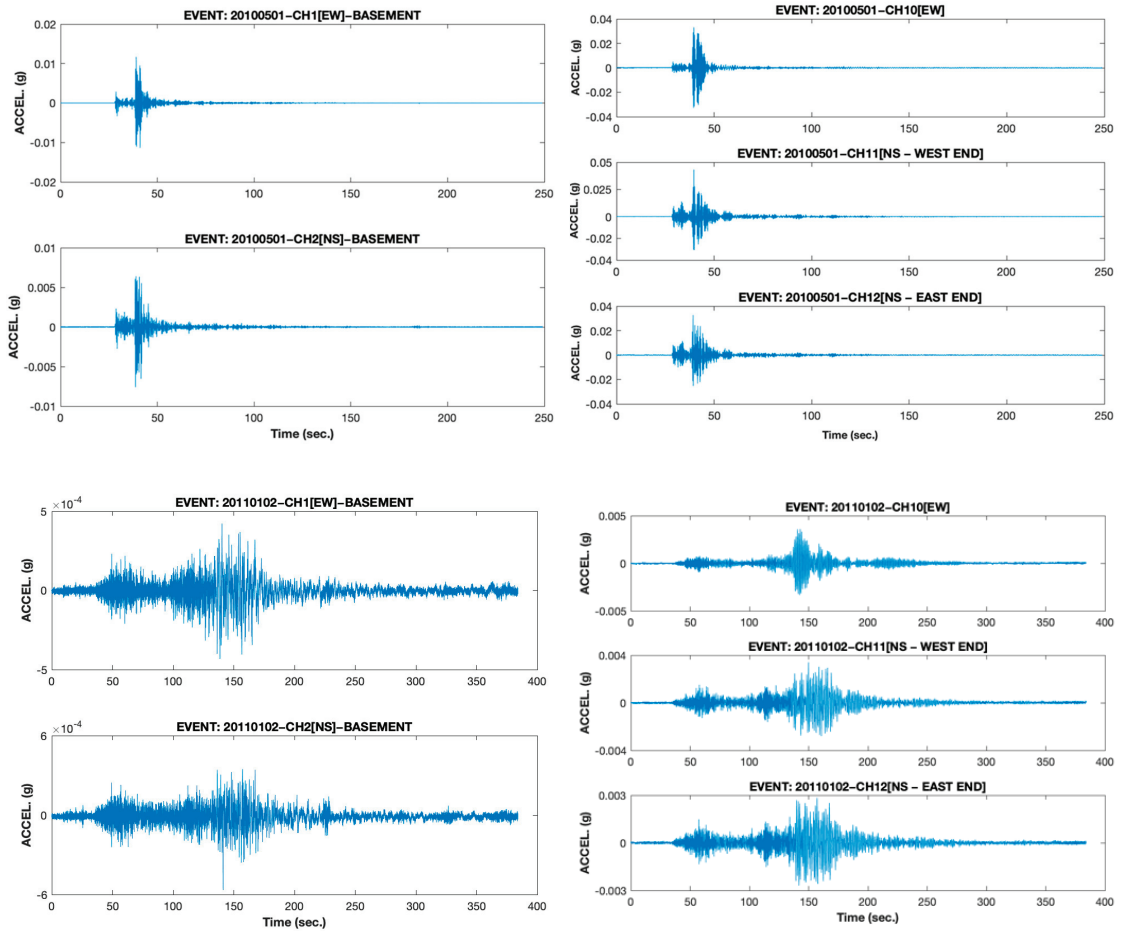 EVENT: 20100501-CH1[EW]-BASEMENT
0.02
0.01
0
-0.01
-0.02
ACCEL. (g)
0 50 100 150 200 250
EVENT: 20100501-CH2[NS]-BASEMENT
0.01
0.005
0
-0.005
-0.01
ACCEL. (g)
0 50 100 150 200 250
Time (sec.)
EVENT: 20100501-CH10[EW]
0.04
0.02
0
-0.02
-0.04
ACCEL. (g)
0 50 100 150 200 250
EVENT: 20100501-CH11[NS - WEST END]
0.05
0.025
0
-0.02
-0.04
ACCEL. (g)
0 50 100 150 200 250
EVENT: 20100501-CH12[NS - EAST END]
0.04
0.02
0
-0.02
-0.04
ACCEL. (g)
0 50 100 150 200 250
Time (sec.)
EVENT: 20110102-CH1[EW]-BASEMENT
×10⁻⁴
5
0
-5
ACCEL. (g)
0 50 100 150 200 250 300 350 400
EVENT: 20110102-CH2[NS]-BASEMENT
×10⁻⁴
6
0
-6
ACCEL. (g)
0 50 100 150 200 250 300 350 400
Time (sec.)
EVENT: 20110102-CH10[EW]
0.005
0
-0.005
ACCEL. (g)
0 50 100 150 200 250 300 350 400
EVENT: 20110102-CH11[NS - WEST END]
0.004
0
-0.004
ACCEL. (g)
0 50 100 150 200 250 300 350 400
EVENT: 20110102-CH12[NS - EAST END]
0.003
0
-0.003
ACCEL. (g)
0 50 100 150 200 250 300 350 400
Time (sec.)